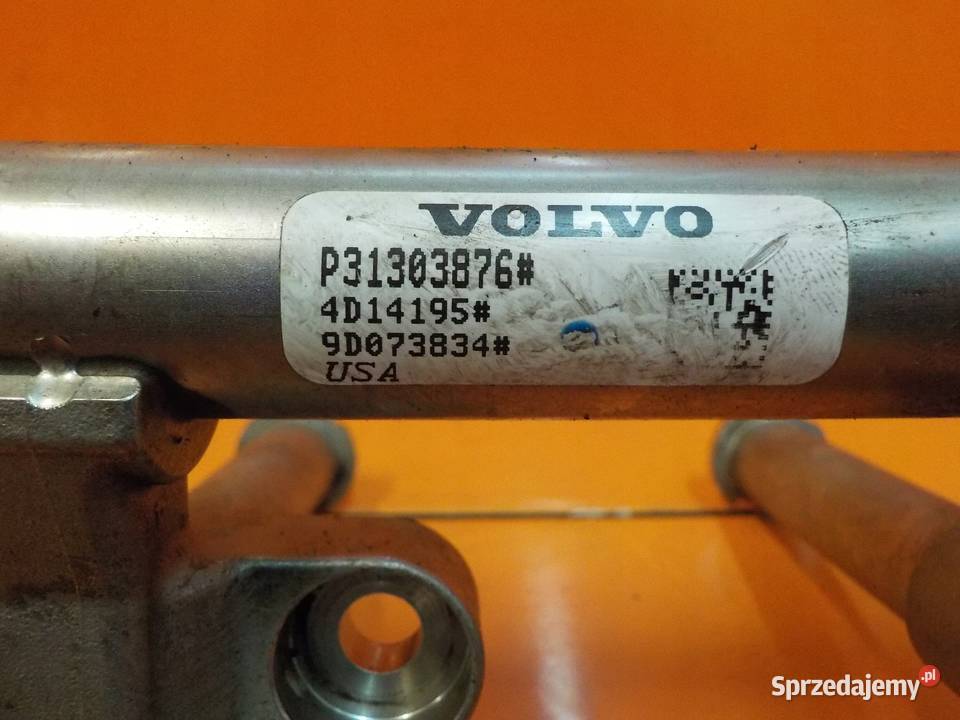 VOLVO
P31303876#
4D14195#
9D073834#
USA
Sprzedajemy.pl